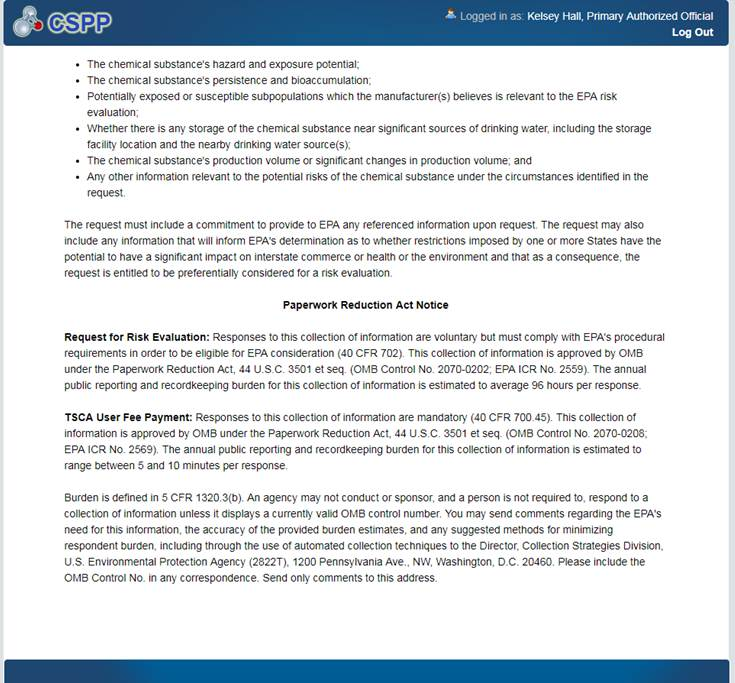 CSPP
Logged in as: Kelsey Hall, Primary Authorized Official
Log Out
• The chemical substance's hazard and exposure potential;
• The chemical substance's persistence and bioaccumulation;
• Potentially exposed or susceptible subpopulations which the manufacturer(s) believes is relevant to the EPA risk
evaluation;
• Whether there is any storage of the chemical substance near significant sources of drinking water, including the storage
facility location and the nearby drinking water source(s);
• The chemical substance's production volume or significant changes in production volume; and
• Any other information relevant to the potential risks of the chemical substance under the circumstances identified in the
request.
The request must include a commitment to provide to EPA any referenced information upon request. The request may also
include any information that will inform EPA's determination as to whether restrictions imposed by one or more States have the
potential to have a significant impact on interstate commerce or health or the environment and that as a consequence, the
request is entitled to be preferentially considered for a risk evaluation.
Paperwork Reduction Act Notice
Request for Risk Evaluation: Responses to this collection of information are voluntary but must comply with EPA's procedural
requirements in order to be eligible for EPA consideration (40 CFR 702). This collection of information is approved by OMB
under the Paperwork Reduction Act, 44 U.S.C. 3501 et seq. (OMB Control No. 2070-0202; EPA ICR No. 2559). The annual
public reporting and recordkeeping burden for this collection of information is estimated to average 96 hours per response.
TSCA User Fee Payment: Responses to this collection of information are mandatory (40 CFR 700.45). This collection of
information is approved by OMB under the Paperwork Reduction Act, 44 U.S.C. 3501 et seq. (OMB Control No. 2070-0208;
EPA ICR No. 2569). The annual public reporting and recordkeeping burden for this collection of information is estimated to
range between 5 and 10 minutes per response.
Burden is defined in 5 CFR 1320.3(b). An agency may not conduct or sponsor, and a person is not required to, respond to a
collection of information unless it displays a currently valid OMB control number. You may send comments regarding the EPA's
need for this information, the accuracy of the provided burden estimates, and any suggested methods for minimizing
respondent burden, including through the use of automated collection techniques to the Director, Collection Strategies Division,
U.S. Environmental Protection Agency (2822T), 1200 Pennsylvania Ave., NW, Washington, D.C. 20460. Please include the
OMB Control No. in any correspondence. Send only comments to this address.